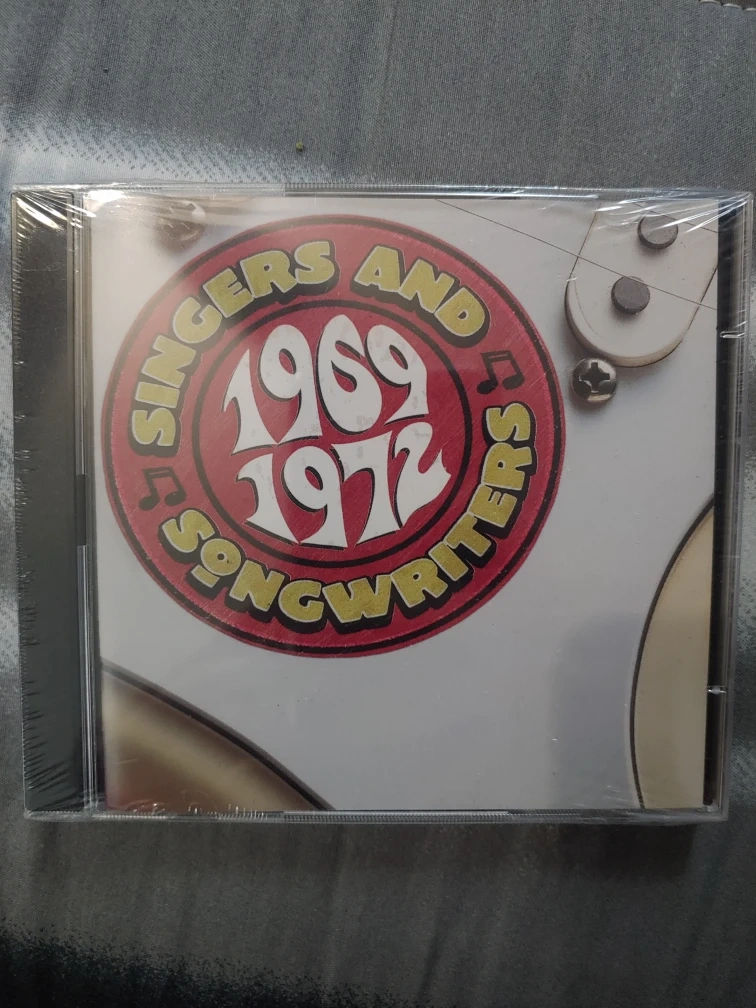 SINGERS AND
SONGWRITERS
1969
1972